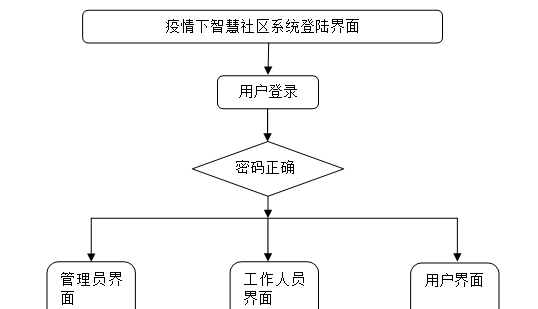 疫情下智慧社区系统登陆界面
用户登录
密码正确
管理员界
面
工作人员
界面
用户界面